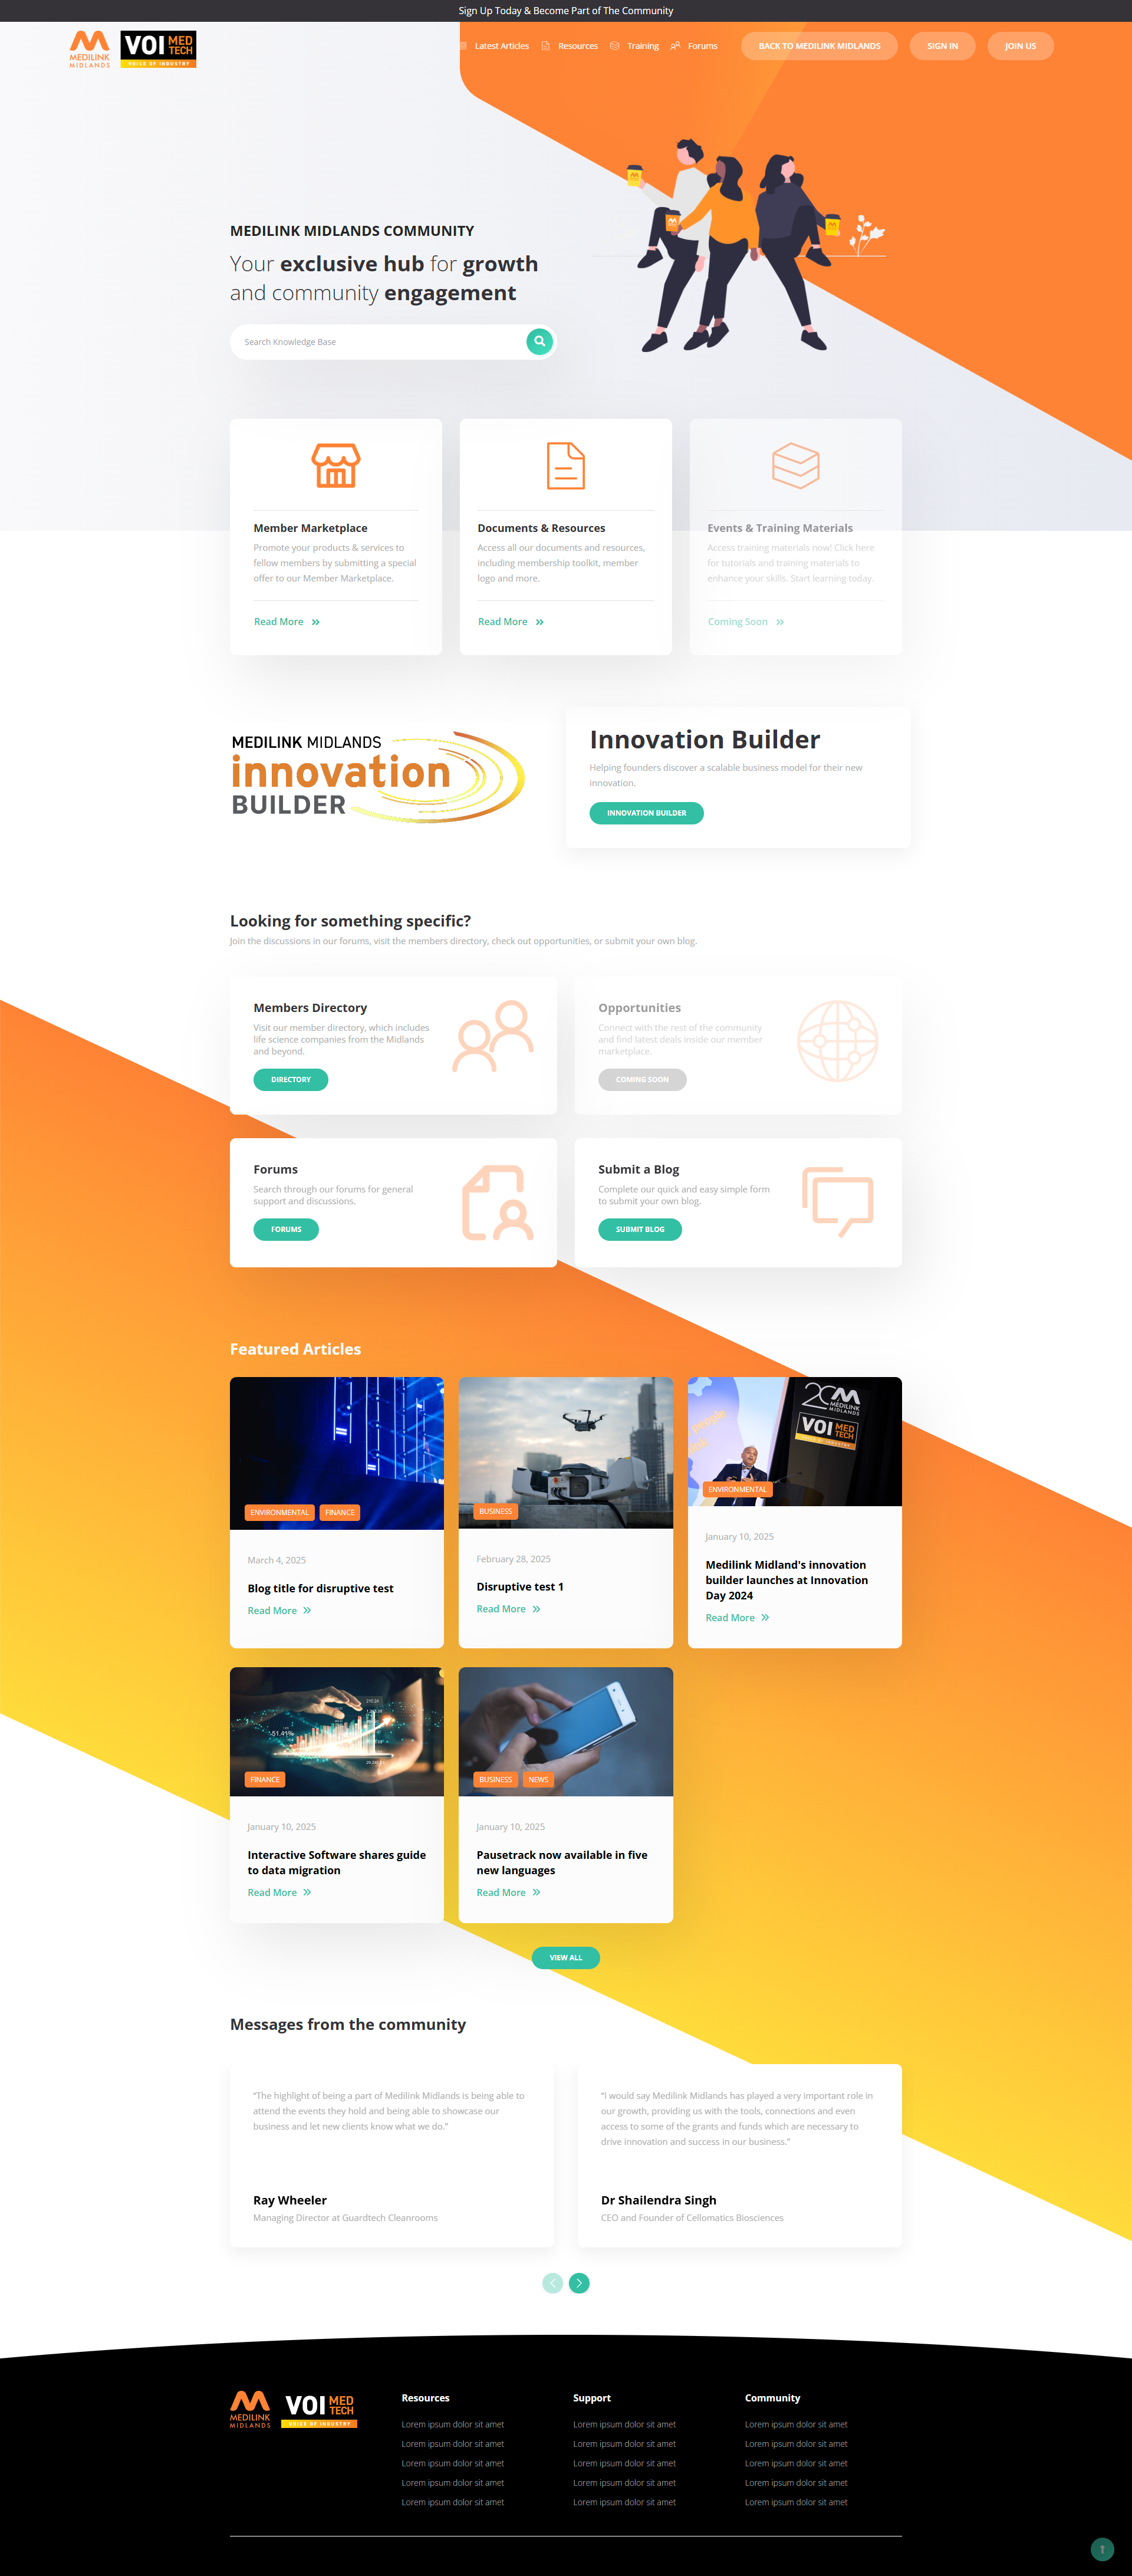 Sign Up Today & Become Part of The Community
MEDILINK
MIDLANDS
VOI MED TECH
VOICE OF INDUSTRY
Latest Articles
Resources
Training
Forums
BACK TO MEDILINK MIDLANDS
SIGN IN
JOIN US
MEDILINK MIDLANDS COMMUNITY
Your exclusive hub for growth
and community engagement
Search Knowledge Base
Member Marketplace
Promote your products & services to
fellow members by submitting a special
offer to our Member Marketplace.
Read More
Documents & Resources
Access all our documents and resources,
including membership toolkit, member
logo and more.
Read More
Events & Training Materials
Access training materials now! Click here
for tutorials and training materials to
enhance your skills. Start learning today.
Coming Soon
MEDILINK MIDLANDS
innovation
BUILDER
Innovation Builder
Helping founders discover a scalable business model for their new
innovation.
INNOVATION BUILDER
Looking for something specific?
Join the discussions in our forums, visit the members directory, check out opportunities, or submit your own blog.
Members Directory
Visit our member directory, which includes
life science companies from the Midlands
and beyond.
DIRECTORY
Opportunities
Connect with the rest of the community
and find latest deals inside our member
marketplace.
COMING SOON
Forums
Search through our forums for general
support and discussions.
FORUMS
Submit a Blog
Complete our quick and easy simple form
to submit your own blog.
SUBMIT BLOG
Featured Articles
ENVIRONMENTAL
FINANCE
March 4, 2025
Blog title for disruptive test
Read More
BUSINESS
February 28, 2025
Disruptive test 1
Read More
people
MEDILINK
MIDLANDS
VOI MED TECH
VOICE OF INDUSTRY
ENVIRONMENTAL
January 10, 2025
Medilink Midland's innovation
builder launches at Innovation
Day 2024
Read More
-51.41%
FINANCE
January 10, 2025
Interactive Software shares guide
to data migration
Read More
BUSINESS
NEWS
January 10, 2025
Pausetrack now available in five
new languages
Read More
VIEW ALL
Messages from the community
“The highlight of being a part of Medilink Midlands is being able to
attend the events they hold and being able to showcase our
business and let new clients know what we do.”
Ray Wheeler
Managing Director at Guardtech Cleanrooms
“I would say Medilink Midlands has played a very important role in
our growth, providing us with the tools, connections and even
access to some of the grants and funds which are necessary to
drive innovation and success in our business.”
Dr Shailendra Singh
CEO and Founder of Cellomatics Biosciences
MEDILINK
MIDLANDS
VOI MED TECH
VOICE OF INDUSTRY
Resources
Lorem ipsum dolor sit amet
Lorem ipsum dolor sit amet
Lorem ipsum dolor sit amet
Lorem ipsum dolor sit amet
Lorem ipsum dolor sit amet
Support
Lorem ipsum dolor sit amet
Lorem ipsum dolor sit amet
Lorem ipsum dolor sit amet
Lorem ipsum dolor sit amet
Lorem ipsum dolor sit amet
Community
Lorem ipsum dolor sit amet
Lorem ipsum dolor sit amet
Lorem ipsum dolor sit amet
Lorem ipsum dolor sit amet
Lorem ipsum dolor sit amet